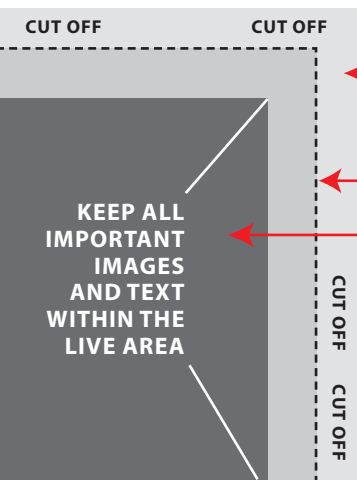 CUT OFF
CUT OFF
KEEP ALL
IMPORTANT
IMAGES
AND TEXT
WITHIN THE
LIVE AREA
CUT OFF
CUT OFF